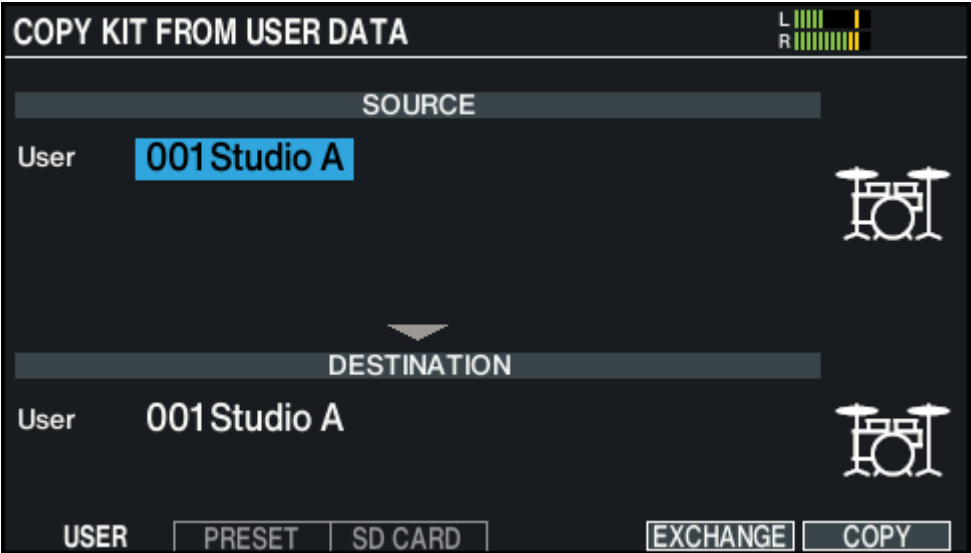 COPY KIT FROM USER DATA
L
R
SOURCE
User 001 Studio A
DESTINATION
User 001 Studio A
USER PRESET SD CARD EXCHANGE COPY